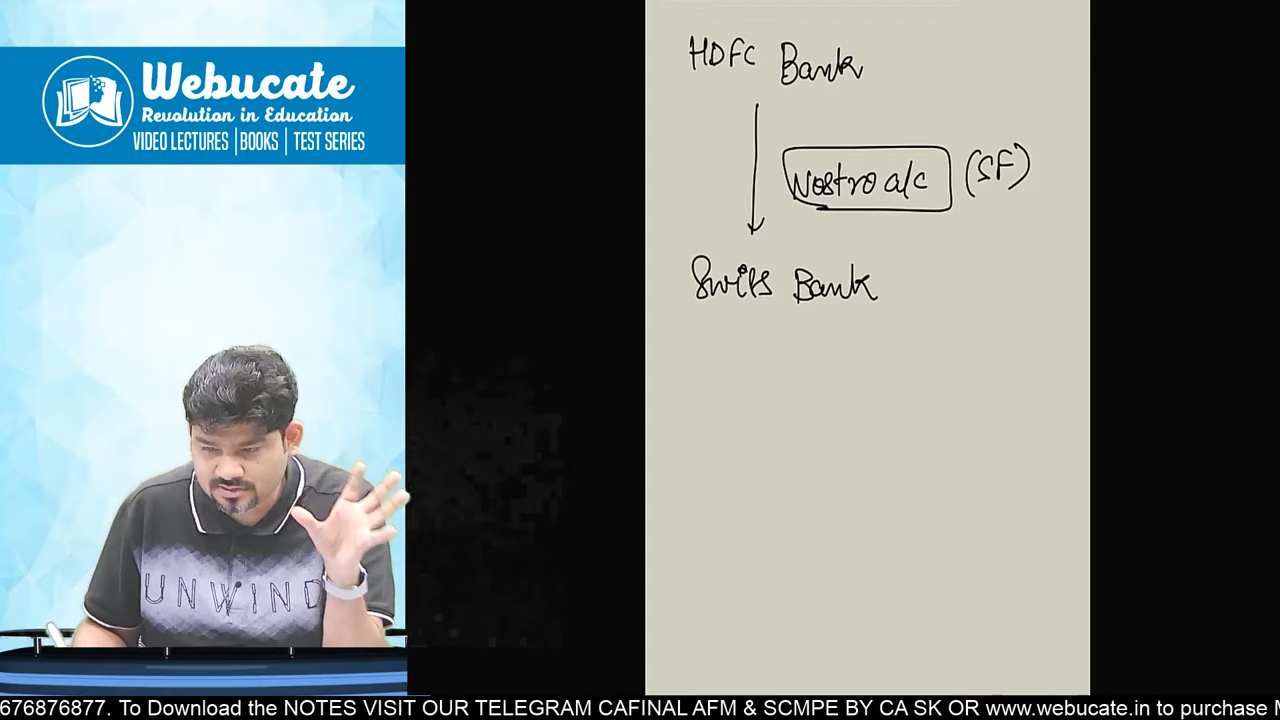 Webucate
Revolution in Education
VIDEO LECTURES | BOOKS | TEST SERIES
HDFC Bank
Nostro a/c (SF)
Swiss Bank
UNWIND
676876877. To Download the NOTES VISIT OUR TELEGRAM CAFINAL AFM & SCMPE BY CA SK OR www.webucate.in to purchase M